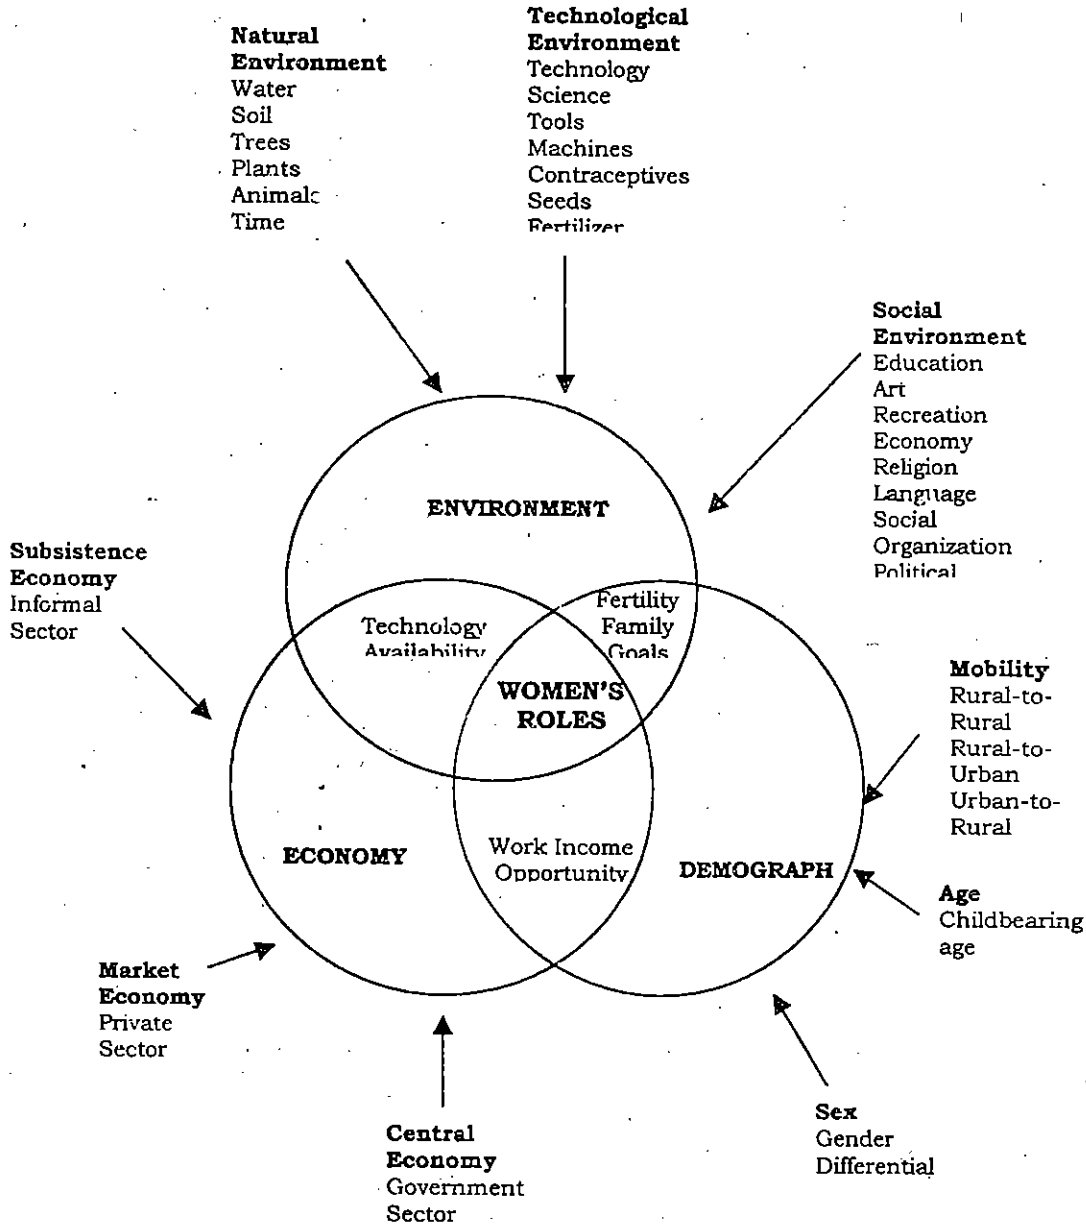 Natural
Environment
Water
Soil
Trees
Plants
Animals
Time
Technological
Environment
Technology
Science
Tools
Machines
Contraceptives
Seeds
Fertilizer
Social
Environment
Education
Art
Recreation
Economy
Religion
Language
Social
Organization
Political
ENVIRONMENT
Subsistence
Economy
Informal
Sector
Technology
Availability
Fertility
Family
Goals
WOMEN'S
ROLES
Mobility
Rural-to-
Rural
Rural-to-
Urban
Urban-to-
Rural
ECONOMY
Work Income
Opportunity
DEMOGRAPH
Age
Childbearing
age
Market
Economy
Private
Sector
Central
Economy
Government
Sector
Sex
Gender
Differential